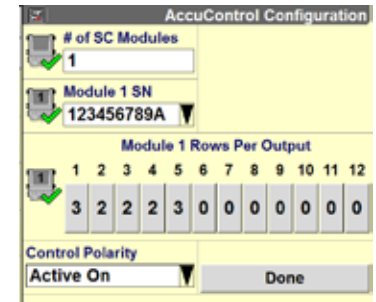 AccuControl Configuration
# of SC Modules
1
Module 1 SN
1
123456789A
Module 1 Rows Per Output
1 2 3 4 5 6 7 8 9 10 11 12
1
3 2 2 2 3 0 0 0 0 0 0 0
Control Polarity
Active On
Done